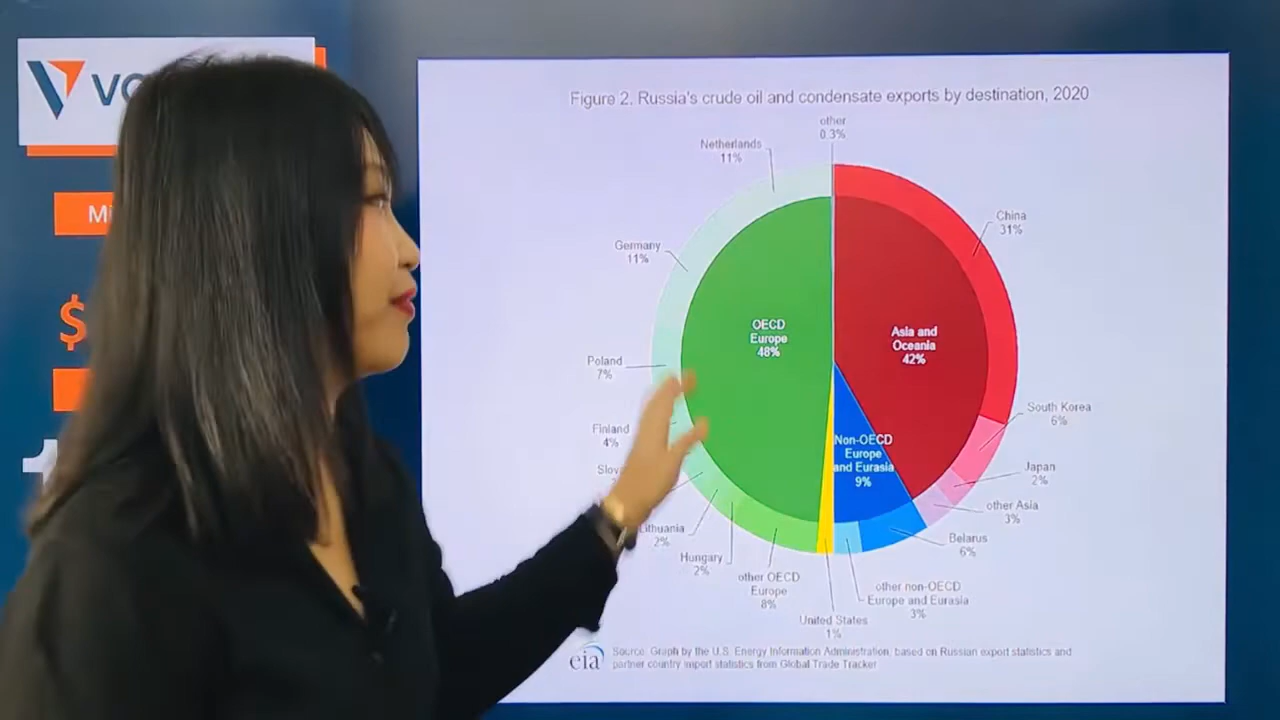 Figure 2. Russia's crude oil and condensate exports by destination, 2020
other
0.3%
Netherlands
11%
China
31%
Germany
11%
OECD
Europe
48%
Asia and
Oceania
42%
Poland
7%
South Korea
6%
Finland
4%
Non-OECD
Europe
and Eurasia
9%
Japan
2%
other Asia
3%
Lithuania
2%
Belarus
6%
Hungary
2%
other OECD
Europe
8%
other non-OECD
Europe and Eurasia
3%
United States
1%
eia
Source: Graph by the U.S. Energy Information Administration, based on Russian export statistics and
partner country import statistics from Global Trade Tracker
$